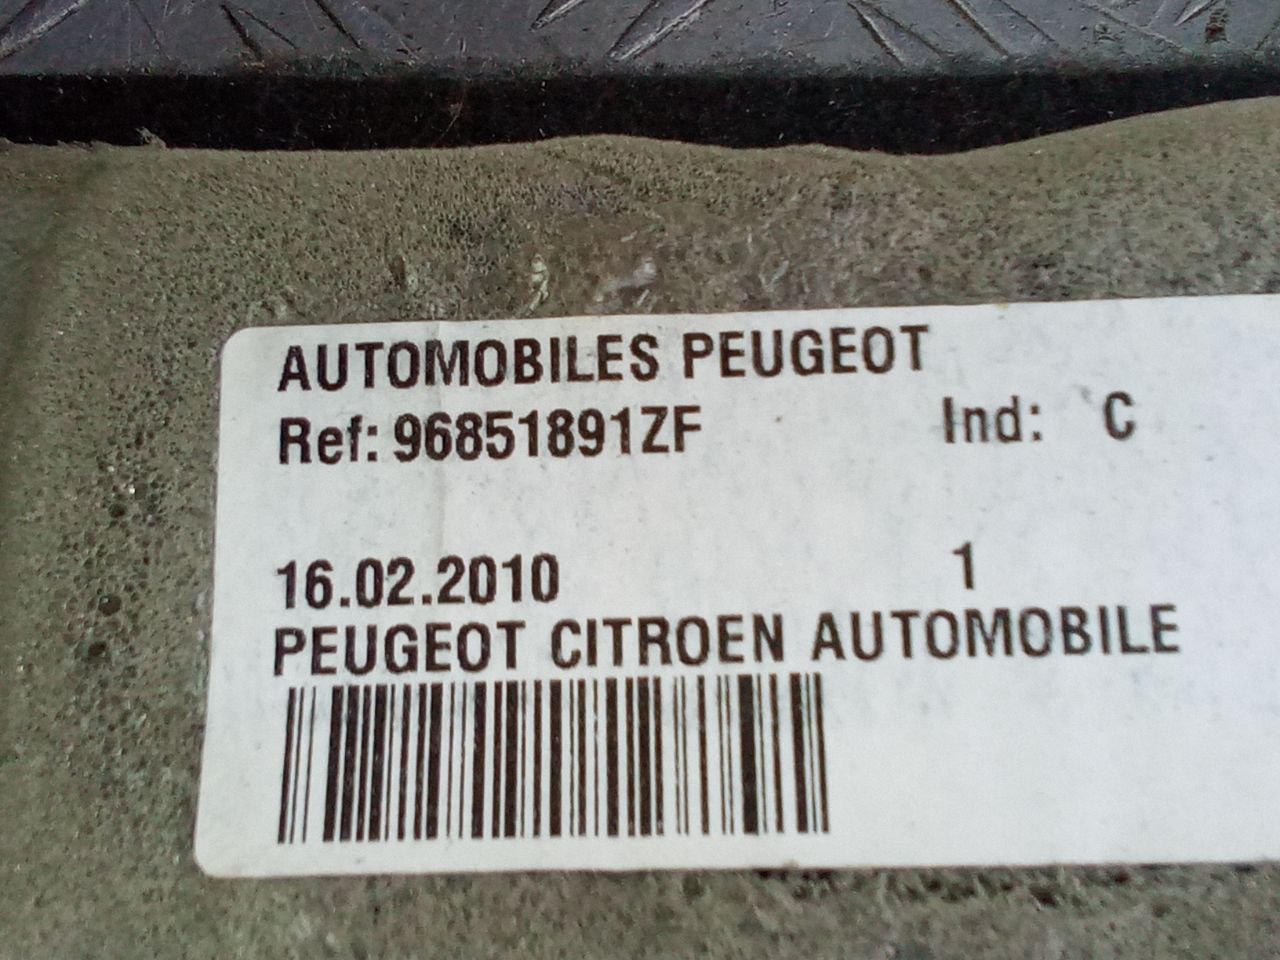 AUTOMOBILES PEUGEOT
Ref: 96851891ZF Ind: C
16.02.2010 1
PEUGEOT CITROEN AUTOMOBILE